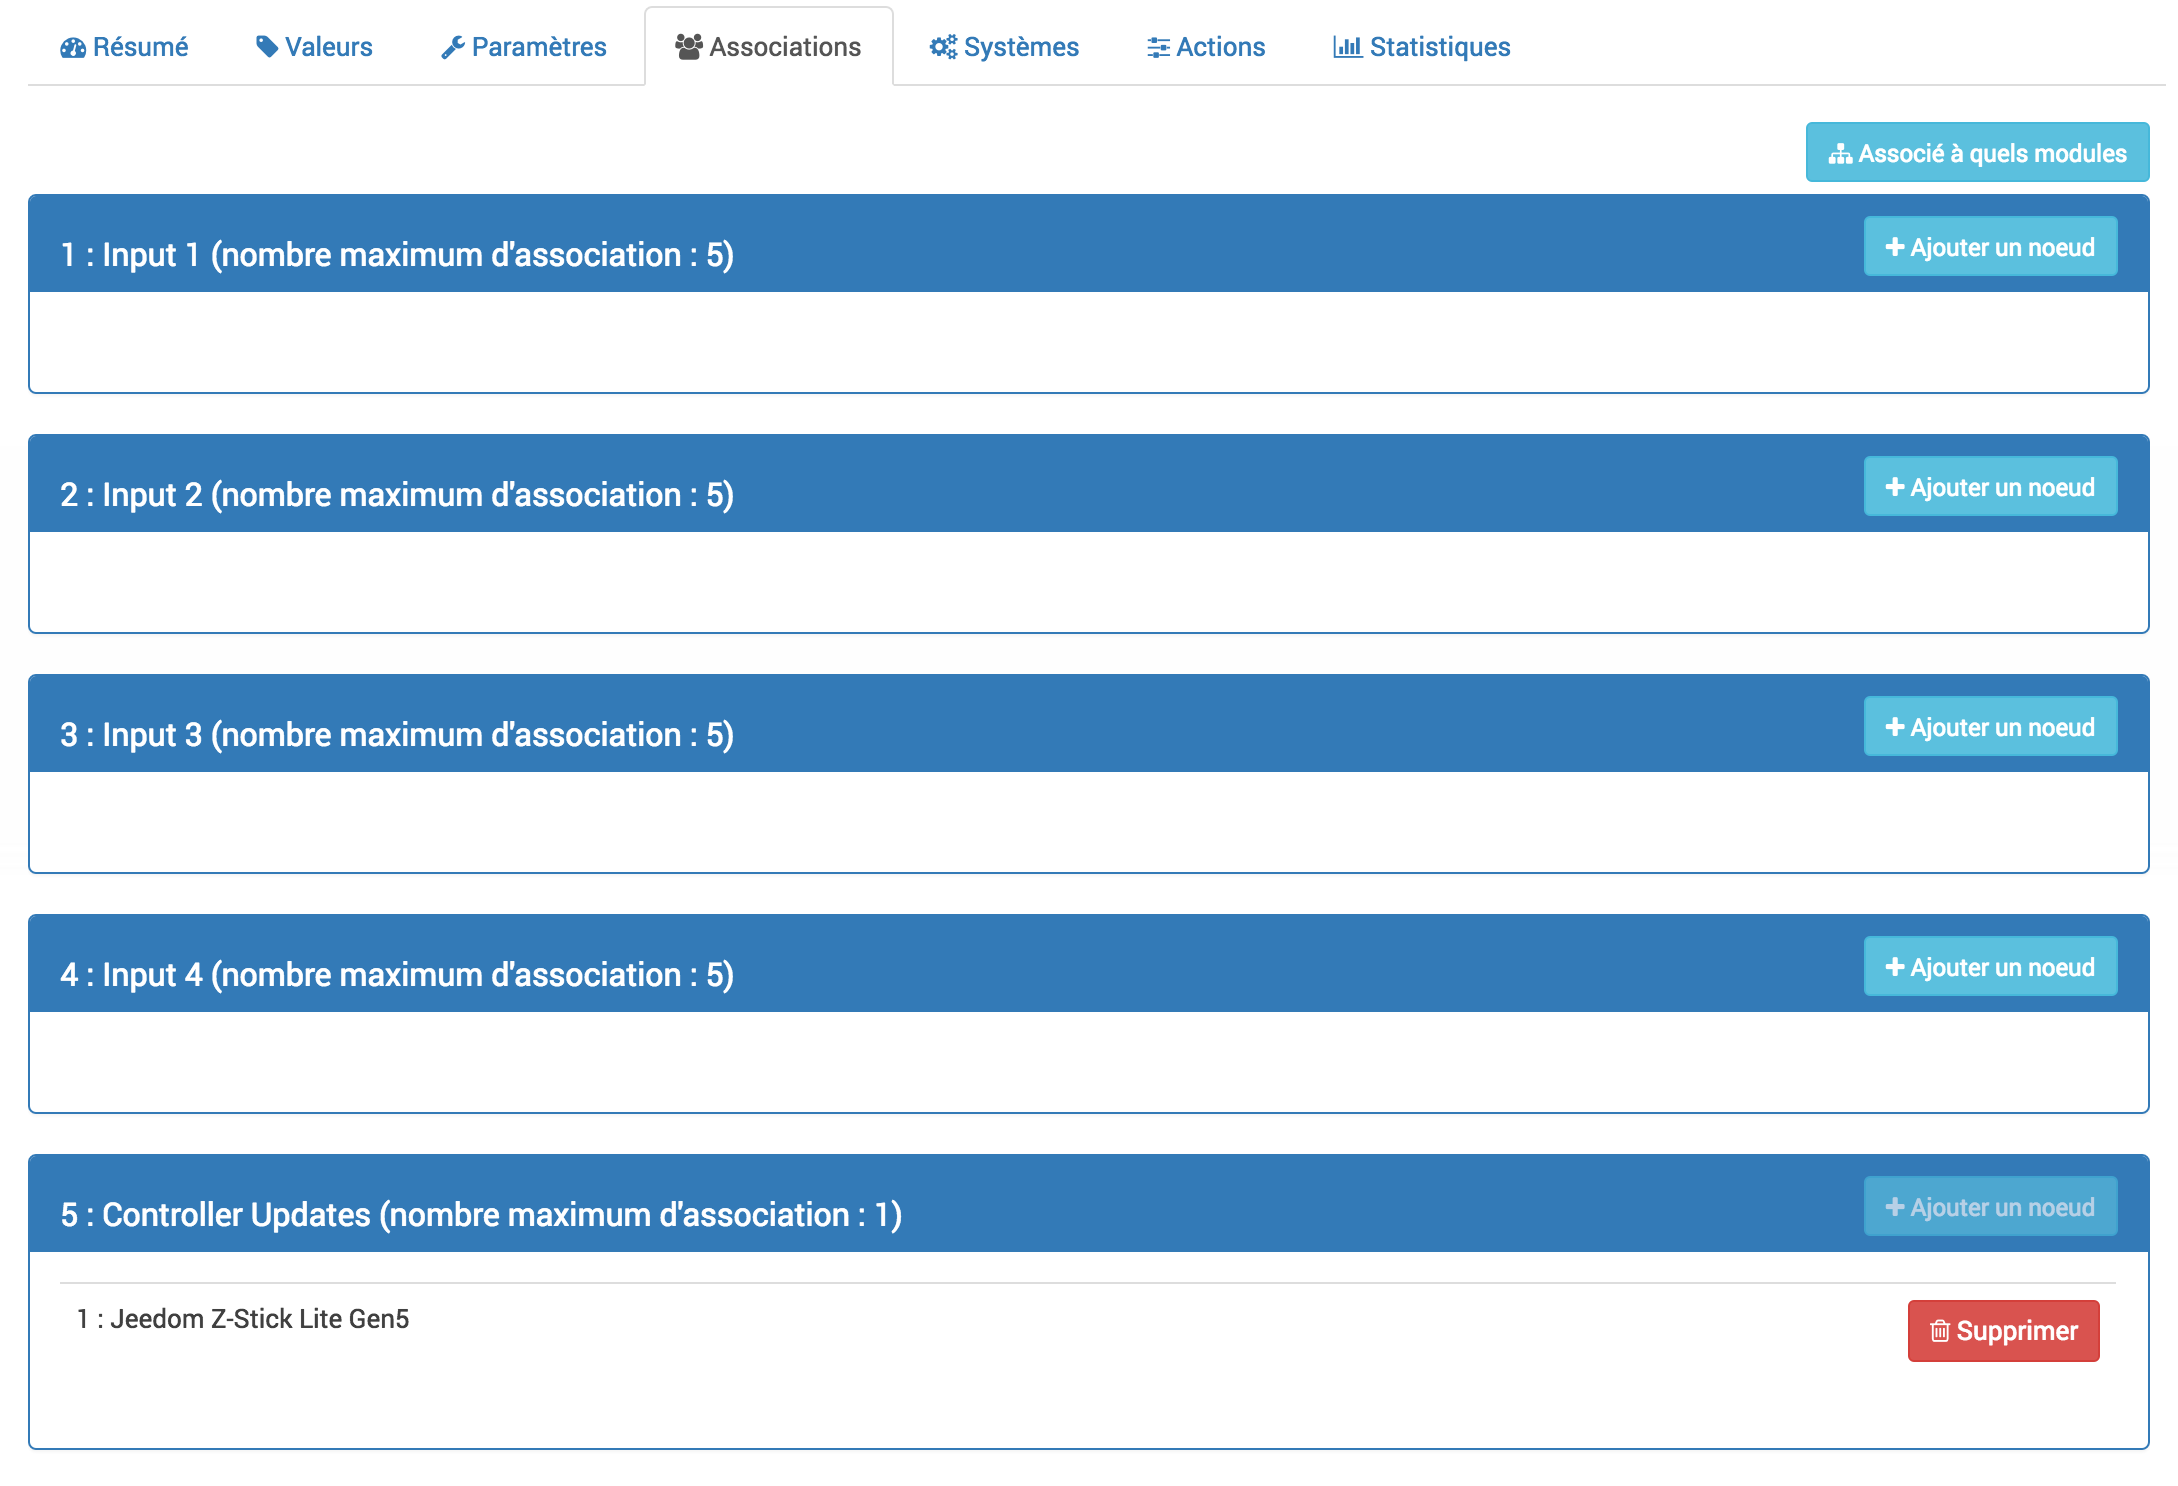 Résumé Valeurs Paramètres Associations Systèmes Actions Statistiques
Associé à quels modules
1 : Input 1 (nombre maximum d'association : 5) Ajouter un noeud
2 : Input 2 (nombre maximum d'association : 5) Ajouter un noeud
3 : Input 3 (nombre maximum d'association : 5) Ajouter un noeud
4 : Input 4 (nombre maximum d'association : 5) Ajouter un noeud
5 : Controller Updates (nombre maximum d'association : 1) Ajouter un noeud
1 : Jeedom Z-Stick Lite Gen5 Supprimer